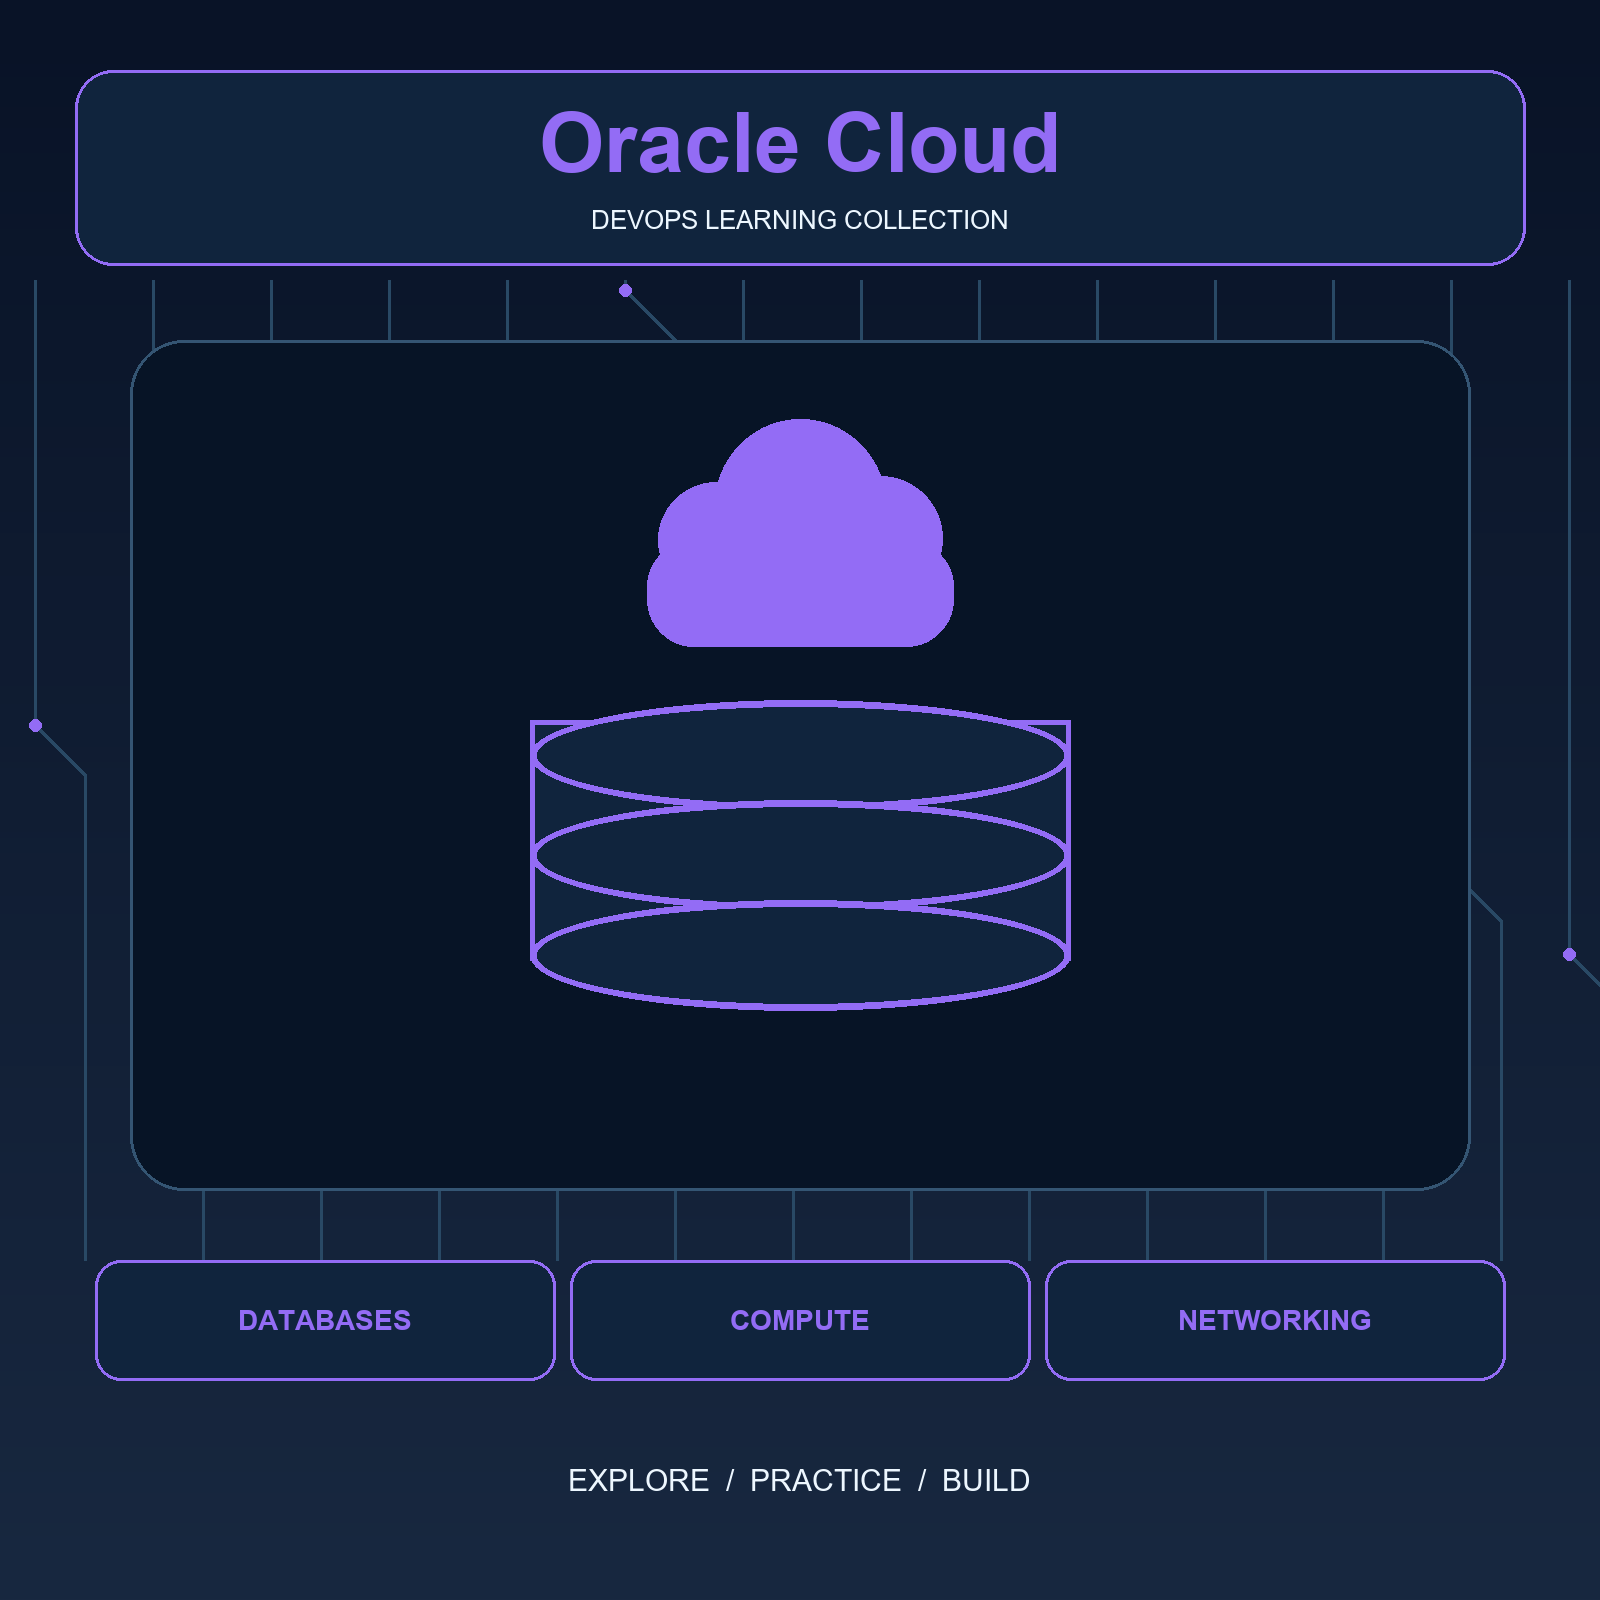 Oracle Cloud
DEVOPS LEARNING COLLECTION
DATABASES
COMPUTE
NETWORKING
EXPLORE / PRACTICE / BUILD